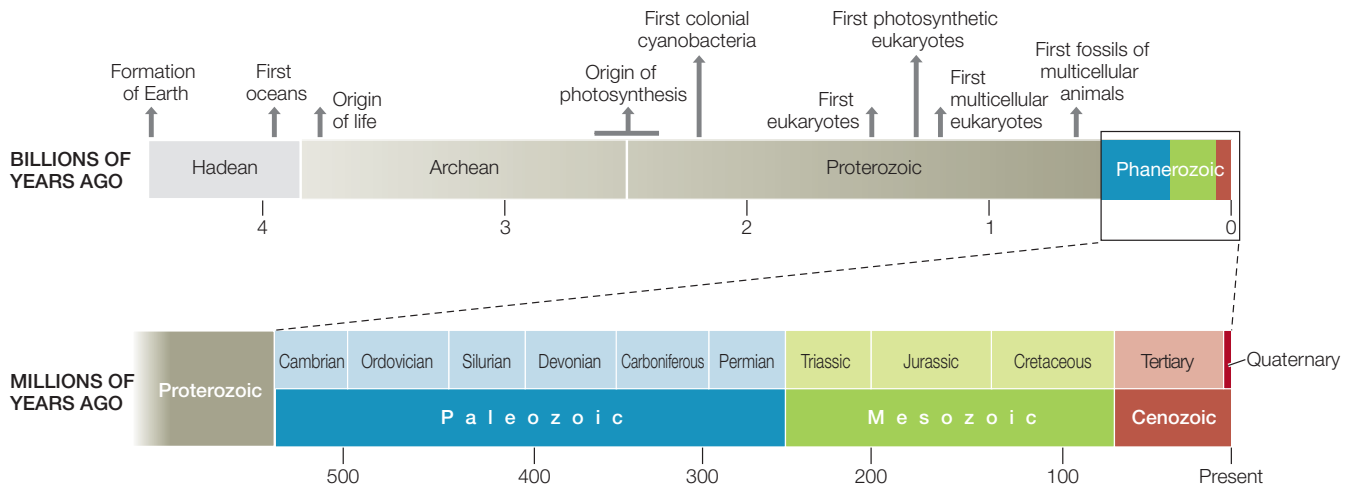 First colonial
cyanobacteria
First photosynthetic
eukaryotes
First fossils of
multicellular
animals
Formation
of Earth
First
oceans
Origin
of life
Origin of
photosynthesis
First
eukaryotes
First
multicellular
eukaryotes
BILLIONS OF
YEARS AGO
Hadean
Archean
Proterozoic
Phanerozoic
4
3
2
1
0
MILLIONS OF
YEARS AGO
Proterozoic
Cambrian
Ordovician
Silurian
Devonian
Carboniferous
Permian
Triassic
Jurassic
Cretaceous
Tertiary
Quaternary
Paleozoic
Mesozoic
Cenozoic
500
400
300
200
100
Present